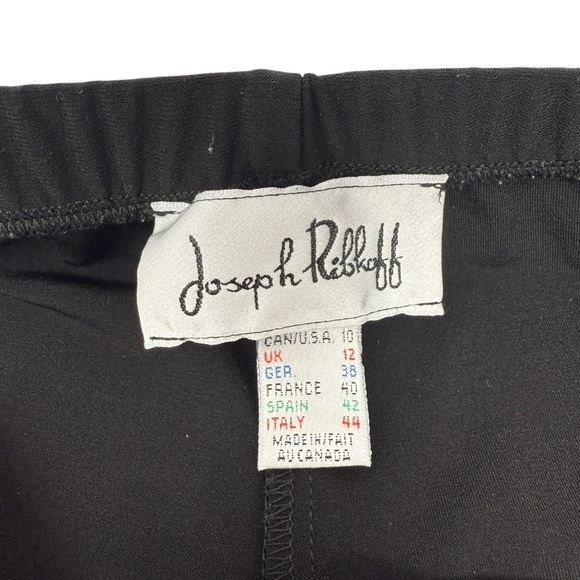 Joseph Ribkoff
CAN/U.S.A. 10
UK 12
GER. 38
FRANCE 40
SPAIN 42
ITALY 44
MADE IN/FAIT
AU CANADA